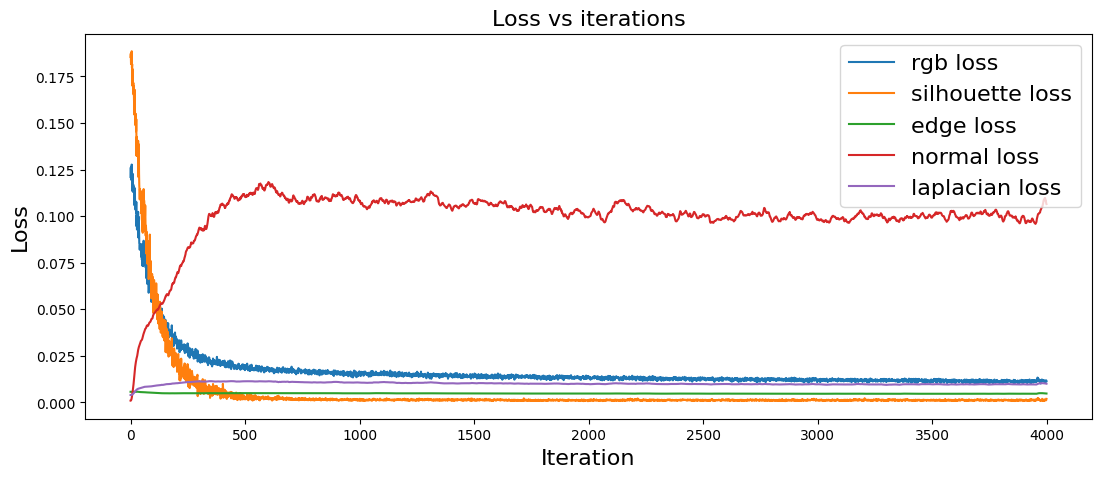 Loss vs iterations
rgb loss
silhouette loss
edge loss
normal loss
laplacian loss
0.175
0.150
0.125
0.100
0.075
0.050
0.025
0.000
Loss
0 500 1000 1500 2000 2500 3000 3500 4000
Iteration